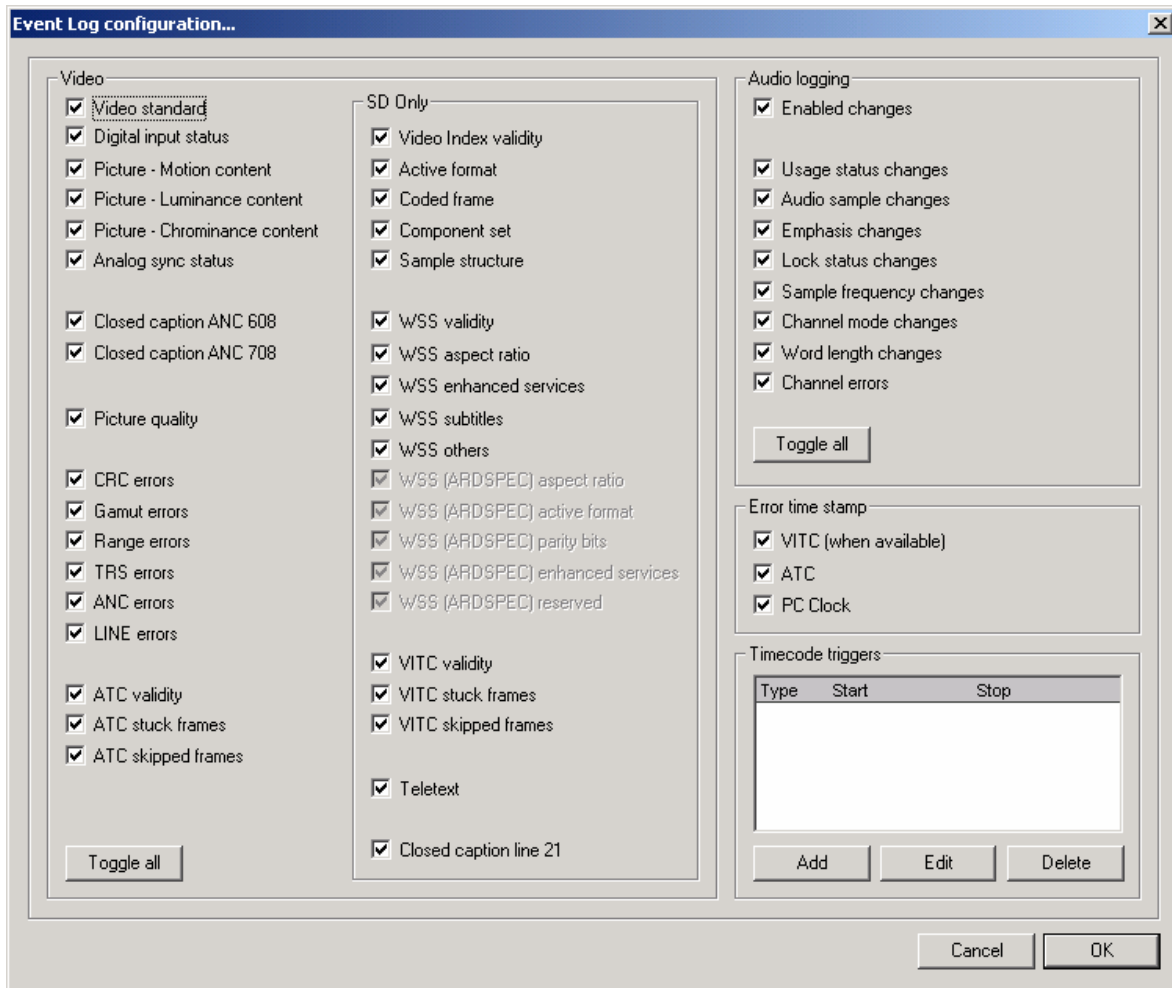 Event Log configuration...
Video
Video standard
Digital input status
Picture - Motion content
Picture - Luminance content
Picture - Chrominance content
Analog sync status
Closed caption ANC 608
Closed caption ANC 708
Picture quality
CRC errors
Gamut errors
Range errors
TRS errors
ANC errors
LINE errors
ATC validity
ATC stuck frames
ATC skipped frames
Toggle all
SD Only
Video Index validity
Active format
Coded frame
Component set
Sample structure
WSS validity
WSS aspect ratio
WSS enhanced services
WSS subtitles
WSS others
WSS (ARDSPEC) aspect ratio
WSS (ARDSPEC) active format
WSS (ARDSPEC) parity bits
WSS (ARDSPEC) enhanced services
WSS (ARDSPEC) reserved
VITC validity
VITC stuck frames
VITC skipped frames
Teletext
Closed caption line 21
Audio logging
Enabled changes
Usage status changes
Audio sample changes
Emphasis changes
Lock status changes
Sample frequency changes
Channel mode changes
Word length changes
Channel errors
Toggle all
Error time stamp
VITC (when available)
ATC
PC Clock
Timecode triggers
Type Start Stop
Add Edit Delete
Cancel OK